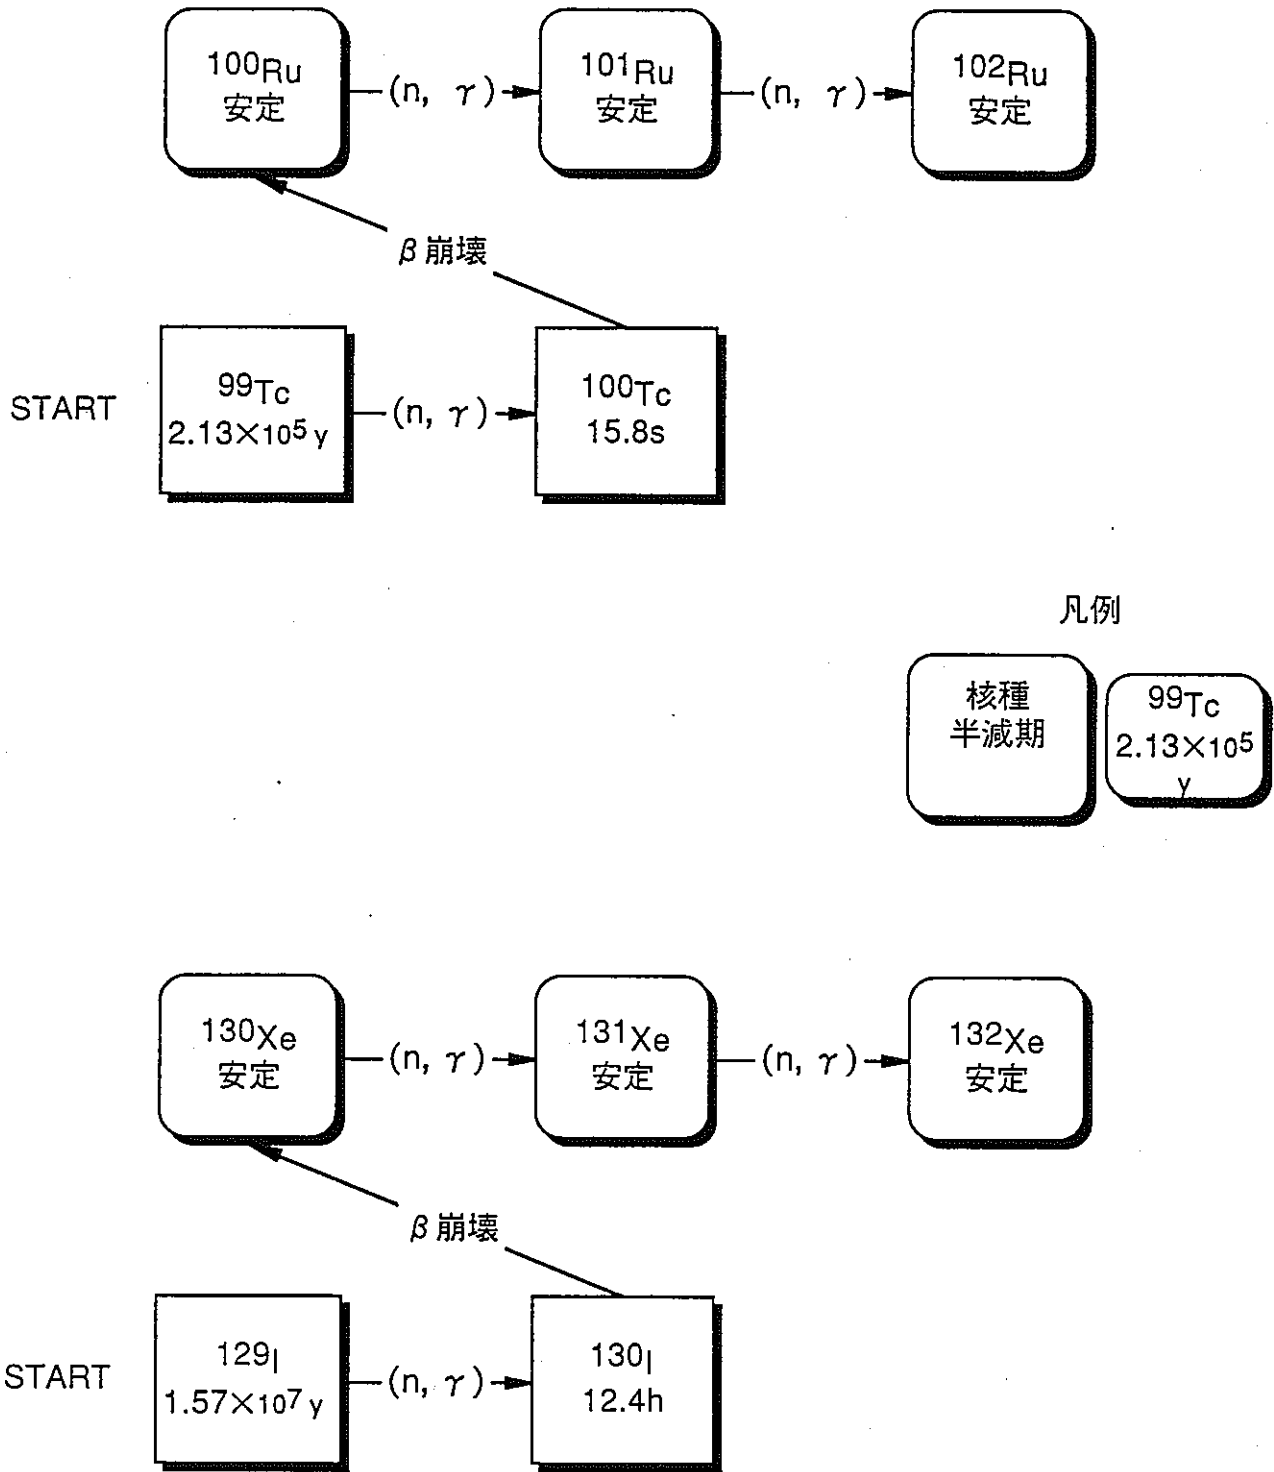 100Ru
安定
(n, γ)
101Ru
安定
(n, γ)
102Ru
安定
β崩壊
START
99Tc
2.13×10⁵ y
(n, γ)
100Tc
15.8s
凡例
核種
半減期
99Tc
2.13×10⁵
y
130Xe
安定
(n, γ)
131Xe
安定
(n, γ)
132Xe
安定
β崩壊
START
129I
1.57×10⁷ y
(n, γ)
130I
12.4h